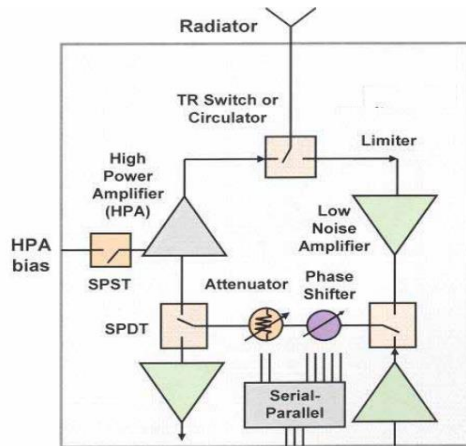 Radiator
TR Switch or
Circulator
Limiter
High
Power
Amplifier
(HPA)
Low
Noise
Amplifier
HPA
bias
SPST
Attenuator
Phase
Shifter
SPDT
Serial-
Parallel